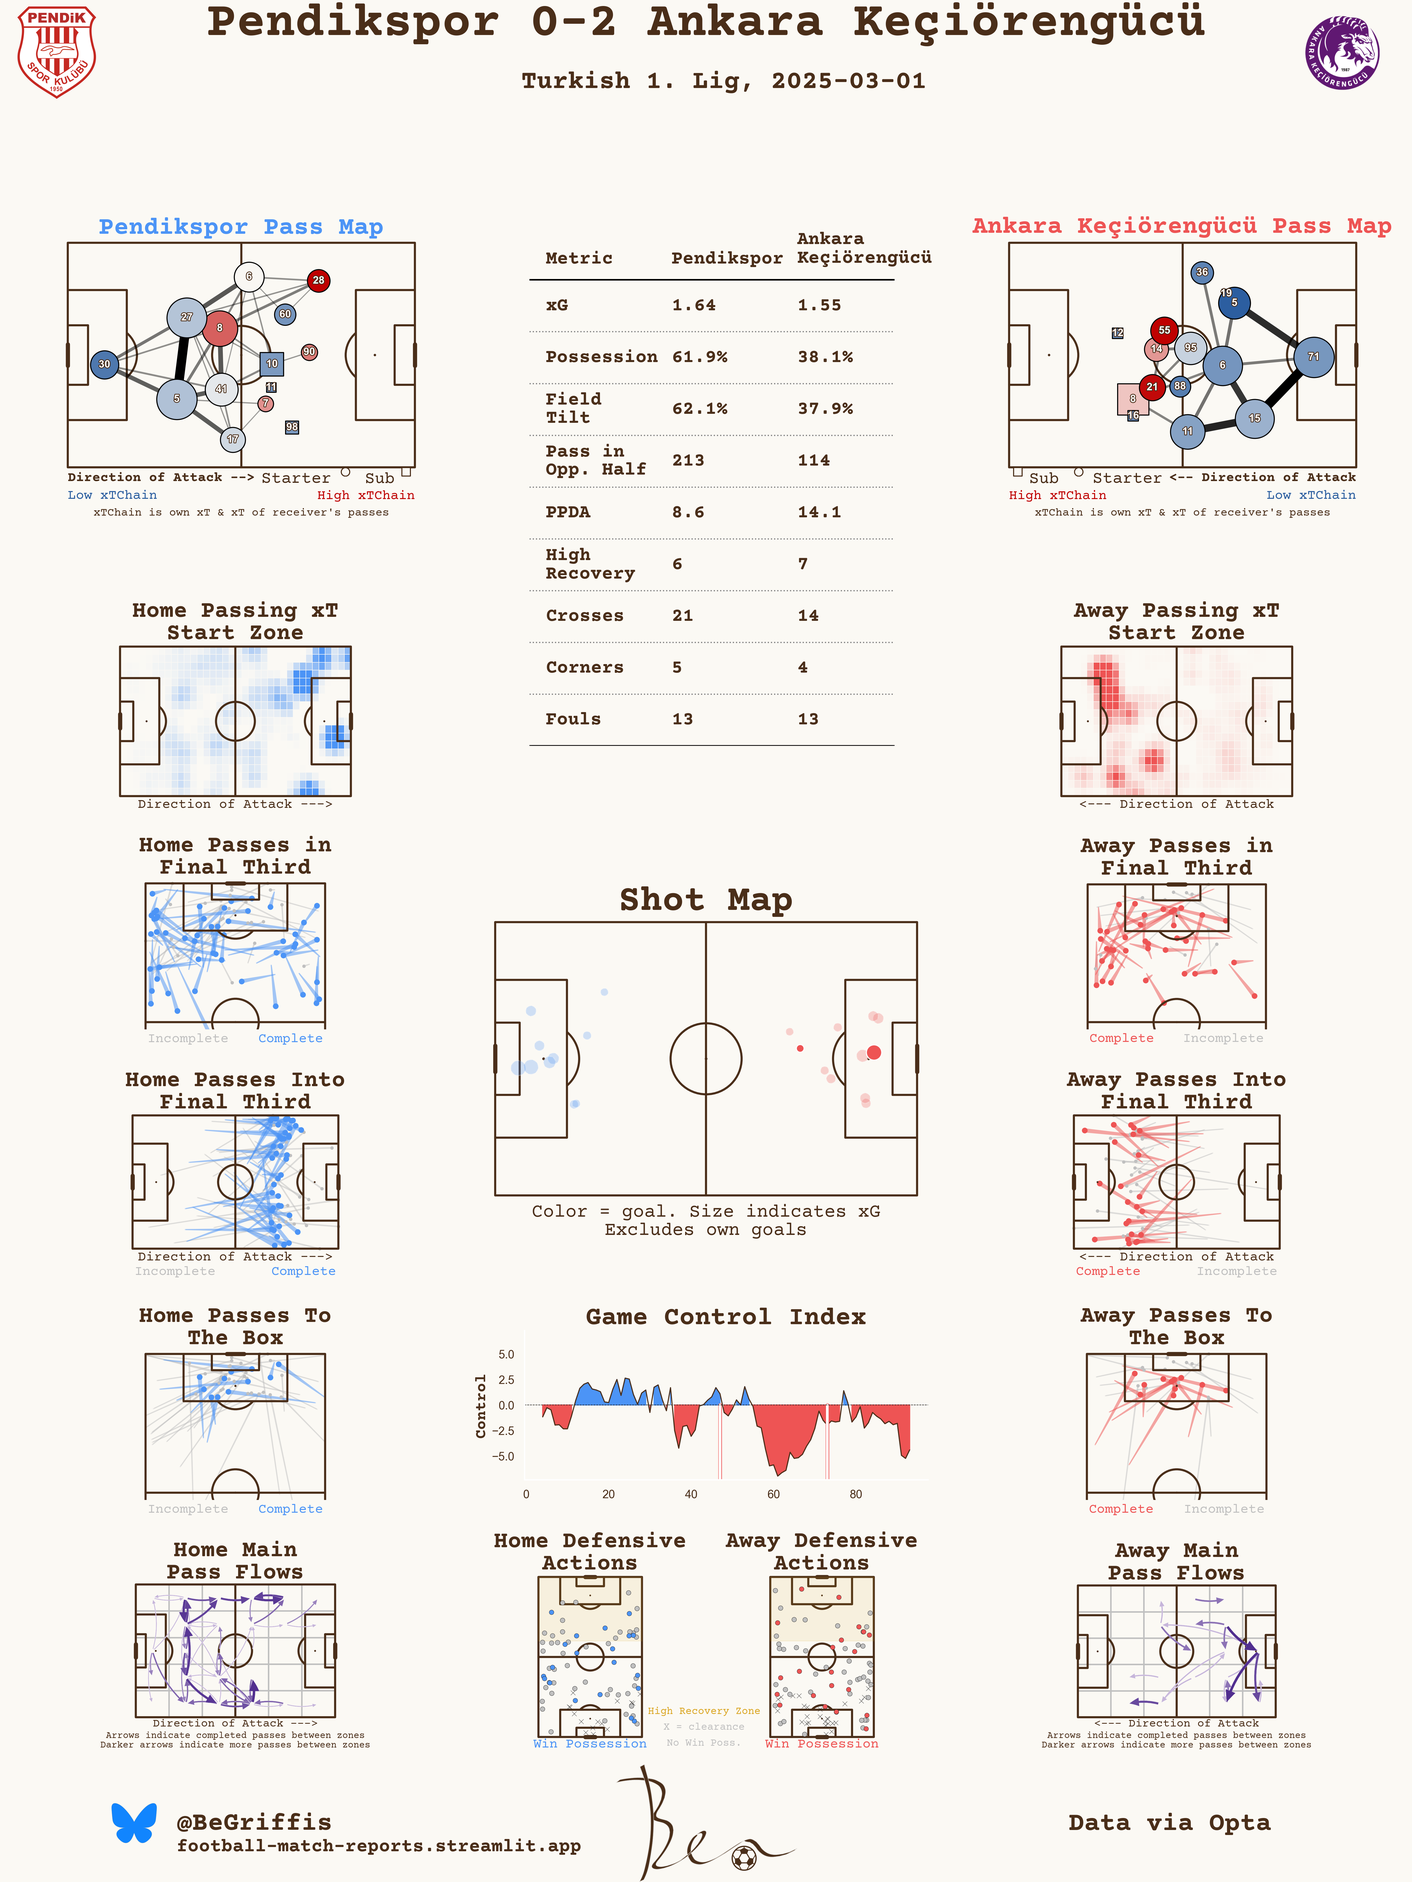 Pendikspor 0-2 Ankara Keçiörengücü
Turkish 1. Lig, 2025-03-01
PENDiK
SPOR KULÜBÜ
1950
ANKARA KEÇİÖRENGÜCÜ
1987
Pendikspor Pass Map
6
28
27
8
60
90
30
10
5
41
11
7
17
98
Direction of Attack --> Starter Sub
Low xTChain High xTChain
xTChain is own xT & xT of receiver's passes
Metric Pendikspor Ankara Keçiörengücü
xG 1.64 1.55
Possession 61.9% 38.1%
Field Tilt 62.1% 37.9%
Pass in Opp. Half 213 114
PPDA 8.6 14.1
High Recovery 6 7
Crosses 21 14
Corners 5 4
Fouls 13 13
Ankara Keçiörengücü Pass Map
36
19
5
12
55
14
95
6
71
21
88
8
16
11
15
Sub Starter <-- Direction of Attack
High xTChain Low xTChain
xTChain is own xT & xT of receiver's passes
Home Passing xT
Start Zone
Direction of Attack --->
Away Passing xT
Start Zone
<--- Direction of Attack
Home Passes in
Final Third
Incomplete Complete
Away Passes in
Final Third
Complete Incomplete
Shot Map
Color = goal. Size indicates xG
Excludes own goals
Home Passes Into
Final Third
Direction of Attack --->
Incomplete Complete
Away Passes Into
Final Third
<--- Direction of Attack
Complete Incomplete
Home Passes To
The Box
Incomplete Complete
Game Control Index
Control
5.0
2.5
0.0
−2.5
−5.0
0 20 40 60 80
Away Passes To
The Box
Complete Incomplete
Home Main
Pass Flows
Direction of Attack --->
Arrows indicate completed passes between zones
Darker arrows indicate more passes between zones
Home Defensive
Actions
Win Possession
High Recovery Zone
X = clearance
No Win Poss.
Away Defensive
Actions
Win Possession
Away Main
Pass Flows
<--- Direction of Attack
Arrows indicate completed passes between zones
Darker arrows indicate more passes between zones
@BeGriffis
football-match-reports.streamlit.app
Ben
Data via Opta